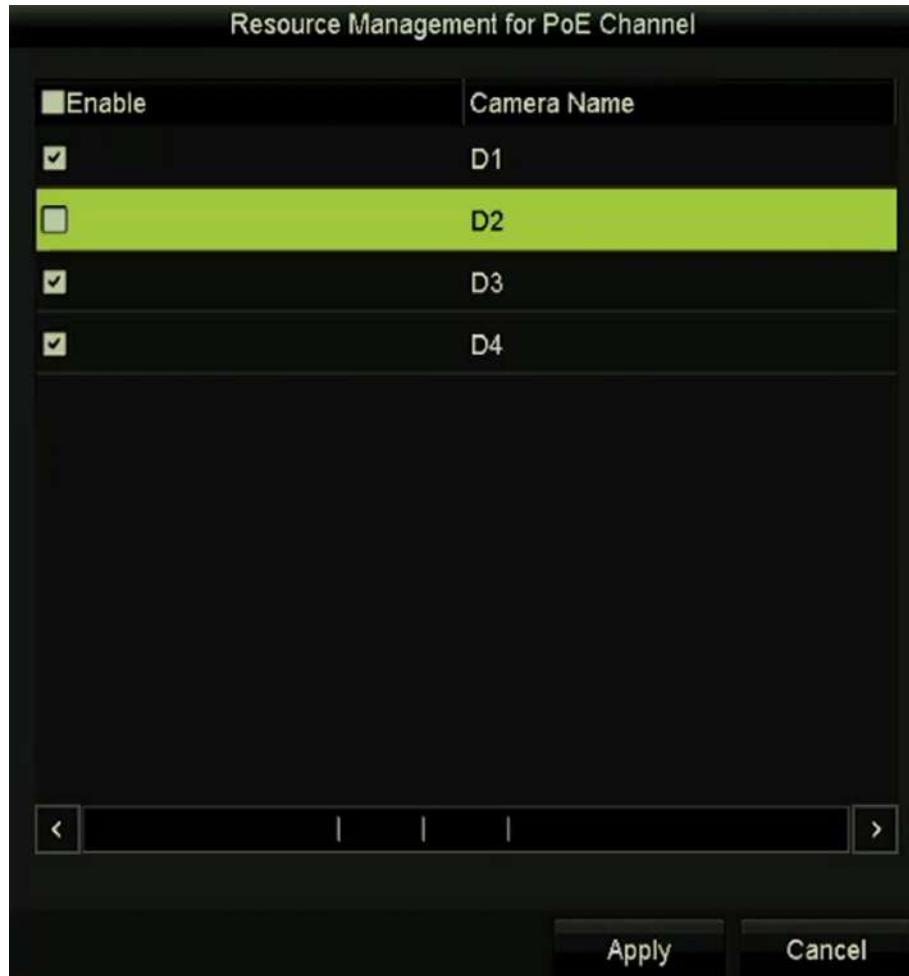 Resource Management for PoE Channel
Enable Camera Name
D1
D2
D3
D4
Apply Cancel